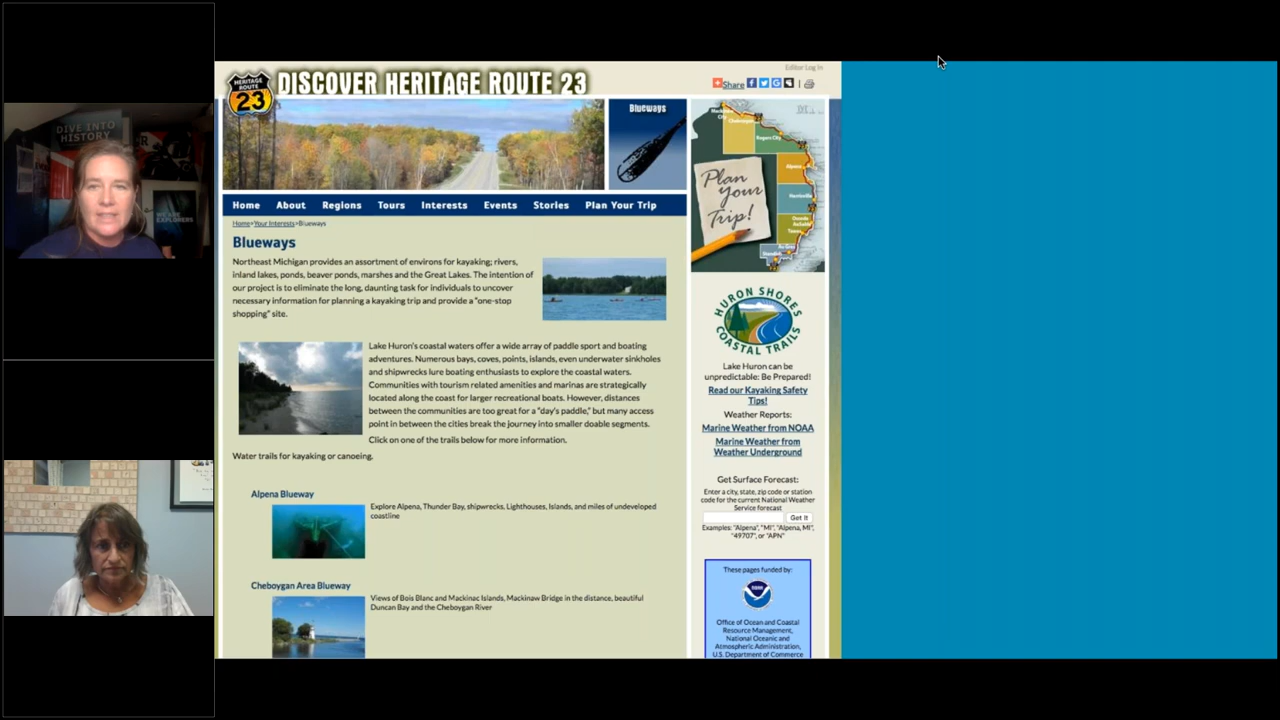 DIVE INTO
HISTORY
WE ARE
EXPLORERS
Editor Log In
HERITAGE
ROUTE
23
DISCOVER HERITAGE ROUTE 23
Share
Blueways
Plan
Your
Trip!
Home About Regions Tours Interests Events Stories Plan Your Trip
Home>Your Interests>Blueways
Blueways
Northeast Michigan provides an assortment of environs for kayaking; rivers,
inland lakes, ponds, beaver ponds, marshes and the Great Lakes. The intention of
our project is to eliminate the long, daunting task for individuals to uncover
necessary information for planning a kayaking trip and provide a "one-stop
shopping" site.
Lake Huron's coastal waters offer a wide array of paddle sport and boating
adventures. Numerous bays, coves, points, islands, even underwater sinkholes
and shipwrecks lure boating enthusiasts to explore the coastal waters.
Communities with tourism related amenities and marinas are strategically
located along the coast for larger recreational boats. However, distances
between the communities are too great for a "day's paddle," but many access
point in between the cities break the journey into smaller doable segments.
Click on one of the trails below for more information.
Water trails for kayaking or canoeing.
Alpena Blueway
Explore Alpena, Thunder Bay, shipwrecks, Lighthouses, Islands, and miles of undeveloped
coastline
Cheboygan Area Blueway
Views of Bois Blanc and Mackinac Islands, Mackinaw Bridge in the distance, beautiful
Duncan Bay and the Cheboygan River
HURON SHORES
COASTAL TRAILS
Lake Huron can be
unpredictable: Be Prepared!
Read our Kayaking Safety
Tips!
Weather Reports:
Marine Weather from NOAA
Marine Weather from
Weather Underground
Get Surface Forecast:
Enter a city, state, zip code or station
code for the current National Weather
Service forecast
Get It
Examples: "Alpena", "MI", "Alpena, MI",
"49707", or "APN"
These pages funded by:
Office of Ocean and Coastal
Resource Management,
National Oceanic and
Atmospheric Administration,
U.S. Department of Commerce